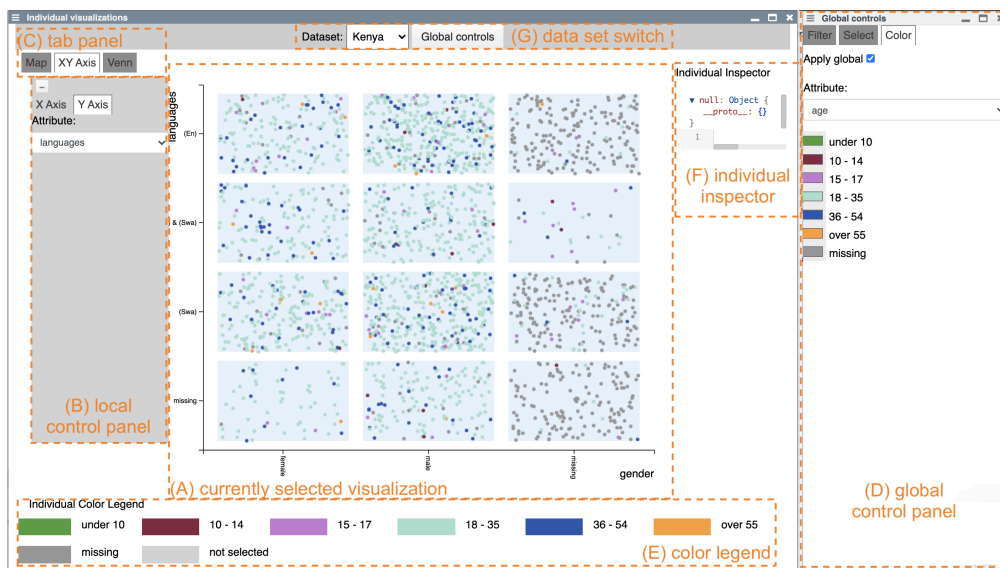 Individual visualizations
(C) tab panel
Dataset: Kenya Global controls
(G) data set switch
Map XY Axis Venn
–
X Axis Y Axis
Attribute:
languages
languages
(En)
& (Swa)
(Swa)
missing
female
male
missing
gender
Individual Inspector
▼ null: Object {
__proto__: {}
}
1
(F) individual
inspector
(B) local
control panel
(A) currently selected visualization
Individual Color Legend
under 10 10 - 14 15 - 17 18 - 35 36 - 54 over 55
missing not selected
(E) color legend
Global controls
Filter Select Color
Apply global
Attribute:
age
under 10
10 - 14
15 - 17
18 - 35
36 - 54
over 55
missing
(D) global
control panel